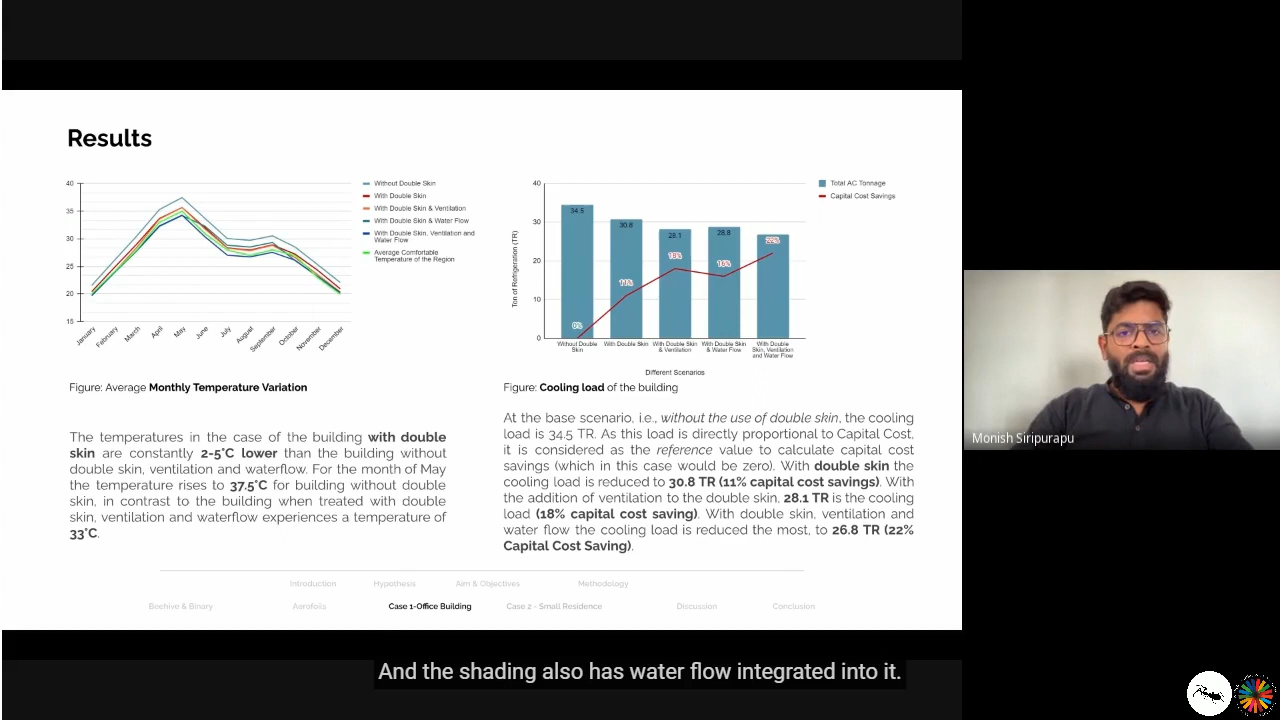 Results
40
35
30
25
20
15
January
February
March
April
May
June
July
August
September
October
November
December
Without Double Skin
With Double Skin
With Double Skin & Ventilation
With Double Skin & Water Flow
With Double Skin, Ventilation and
Water Flow
Average Comfortable
Temperature of the Region
Figure: Average Monthly Temperature Variation
The temperatures in the case of the building with double
skin are constantly 2-5°C lower than the building without
double skin, ventilation and waterflow. For the month of May
the temperature rises to 37.5°C for building without double
skin, in contrast to the building when treated with double
skin, ventilation and waterflow experiences a temperature of
33°C.
Ton of Refrigeration (TR)
40
30
20
10
0
34.5
30.8
28.1
28.8
0%
11%
18%
16%
22%
Without Double
Skin
With Double Skin
With Double Skin
& Ventilation
With Double Skin
& Water Flow
With Double
Skin, Ventilation
and Water Flow
Different Scenarios
Total AC Tonnage
Capital Cost Savings
Figure: Cooling load of the building
At the base scenario, i.e., without the use of double skin, the cooling
load is 34.5 TR. As this load is directly proportional to Capital Cost,
it is considered as the reference value to calculate capital cost
savings (which in this case would be zero). With double skin the
cooling load is reduced to 30.8 TR (11% capital cost savings). With
the addition of ventilation to the double skin, 28.1 TR is the cooling
load (18% capital cost saving). With double skin, ventilation and
water flow the cooling load is reduced the most, to 26.8 TR (22%
Capital Cost Saving).
Introduction
Hypothesis
Aim & Objectives
Methodology
Beehive & Binary
Aerofoils
Case 1-Office Building
Case 2 - Small Residence
Discussion
Conclusion
Monish Siripurapu
And the shading also has water flow integrated into it.